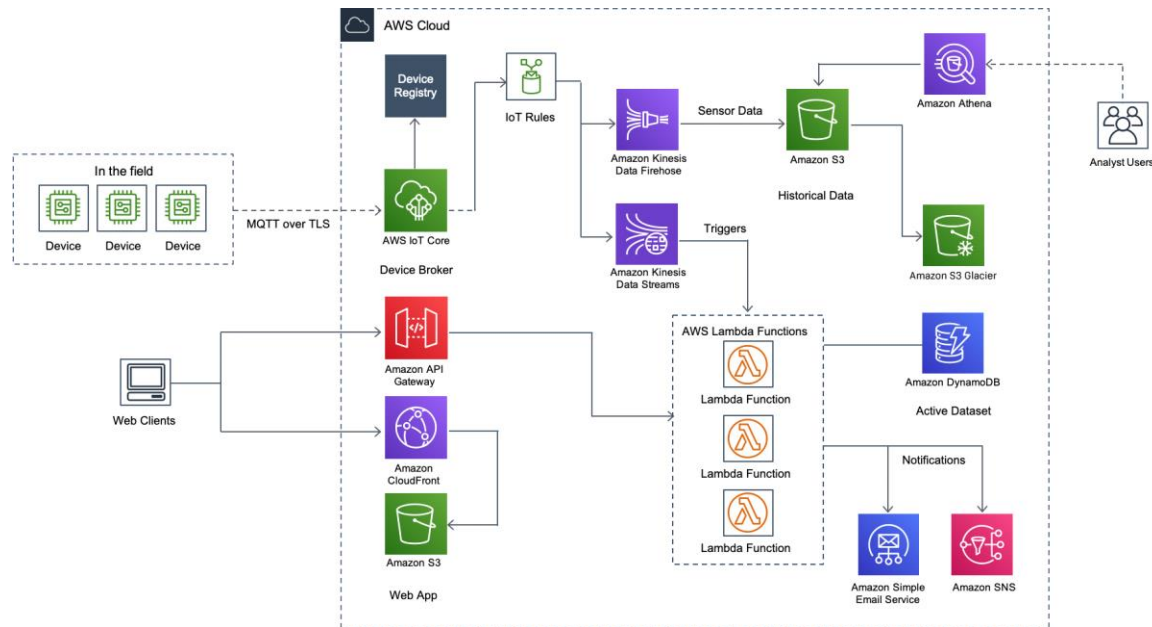 AWS Cloud
Device
Registry
IoT Rules
Amazon Athena
Analyst Users
Amazon Kinesis
Data Firehose
Sensor Data
Amazon S3
Historical Data
In the field
Device
Device
Device
MQTT over TLS
AWS IoT Core
Device Broker
Amazon Kinesis
Data Streams
Triggers
Amazon S3 Glacier
Web Clients
Amazon API
Gateway
AWS Lambda Functions
Lambda Function
Lambda Function
Lambda Function
Amazon DynamoDB
Active Dataset
Amazon
CloudFront
Amazon S3
Web App
Notifications
Amazon Simple
Email Service
Amazon SNS